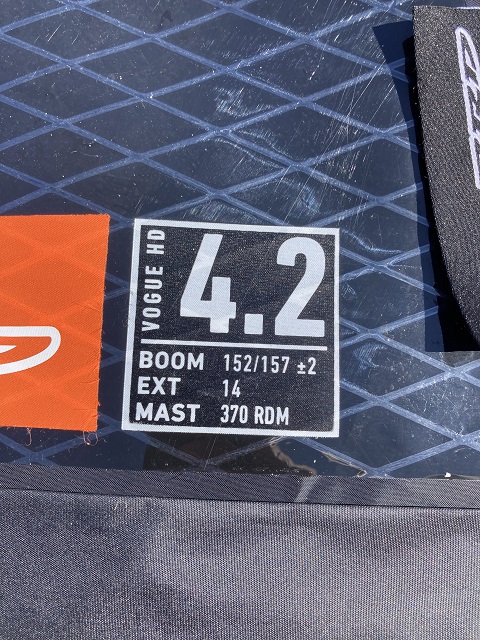 VOGUE HD
4.2
BOOM 152/157 ±2
EXT 14
MAST 370 RDM